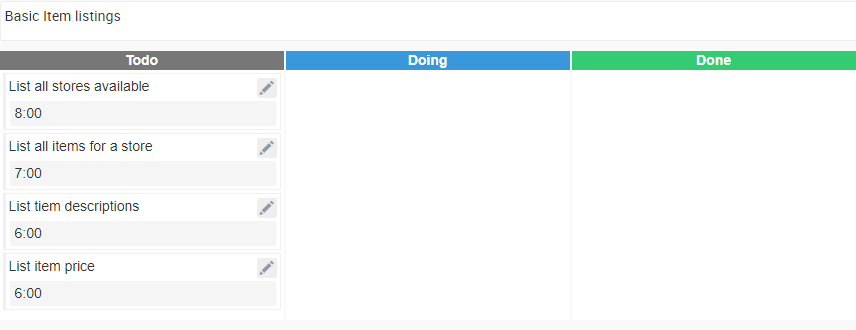 Basic Item listings
Todo
Doing
Done
List all stores available
8:00
List all items for a store
7:00
List tiem descriptions
6:00
List item price
6:00